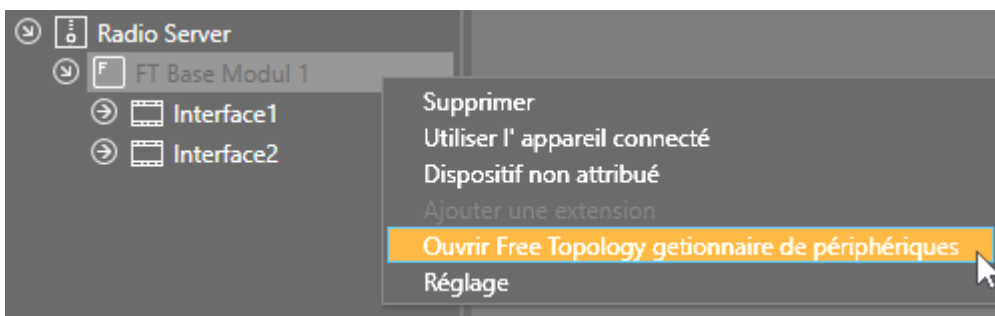 Radio Server
FT Base Modul 1
Interface1
Interface2
Supprimer
Utiliser l' appareil connecté
Dispositif non attribué
Ajouter une extension
Ouvrir Free Topology getionnaire de périphériques
Réglage